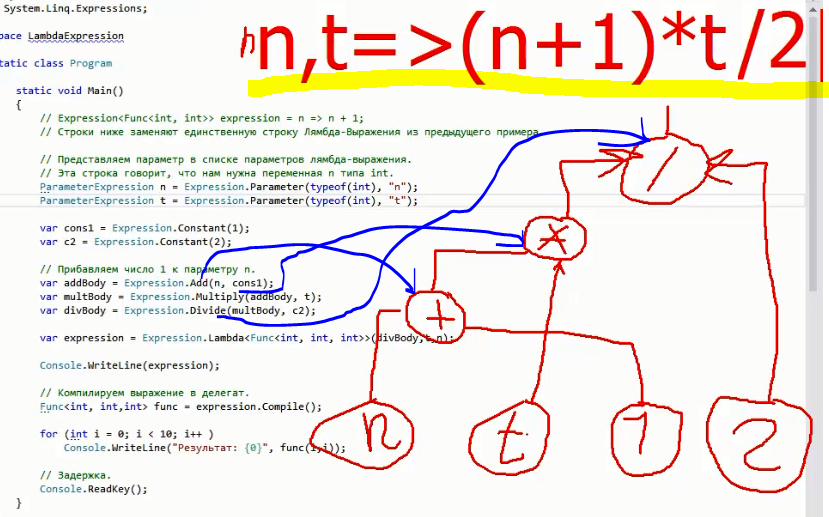 System.Linq.Expressions;
n n,t=>(n+1)*t/2
pace LambdaExpression
tatic class Program
static void Main()
{
// Expression<Func<int, int>> expression = n => n + 1;
// Строки ниже заменяют единственную строку Лямбда-Выражения из предыдущего примера
// Представляем параметр в списке параметров лямбда-выражения.
// Эта строка говорит, что нам нужна переменная n типа int.
ParameterExpression n = Expression.Parameter(typeof(int), "n");
ParameterExpression t = Expression.Parameter(typeof(int), "t");
var cons1 = Expression.Constant(1);
var c2 = Expression.Constant(2);
// Прибавляем число 1 к параметру n.
var addBody = Expression.Add(n, cons1);
var multBody = Expression.Multiply(addBody, t);
var divBody = Expression.Divide(multBody, c2);
var expression = Expression.Lambda<Func<int, int, int>>(divBody,t,n);
Console.WriteLine(expression);
// Компилируем выражение в делегат.
Func<int, int,int> func = expression.Compile();
for (int i = 0; i < 10; i++ )
Console.WriteLine("Результат: {0}", func(i,i));
// Задержка.
Console.ReadKey();
}
/
*
+
n t 1 2